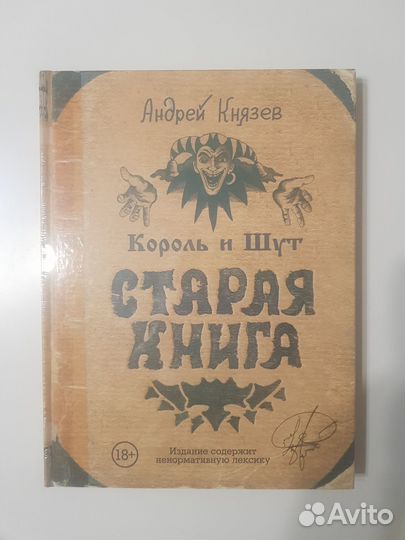 Андрей Князев
Король и Шут
СТАРАЯ
КНИГА
18+
Издание содержит
ненормативную лексику
Avito